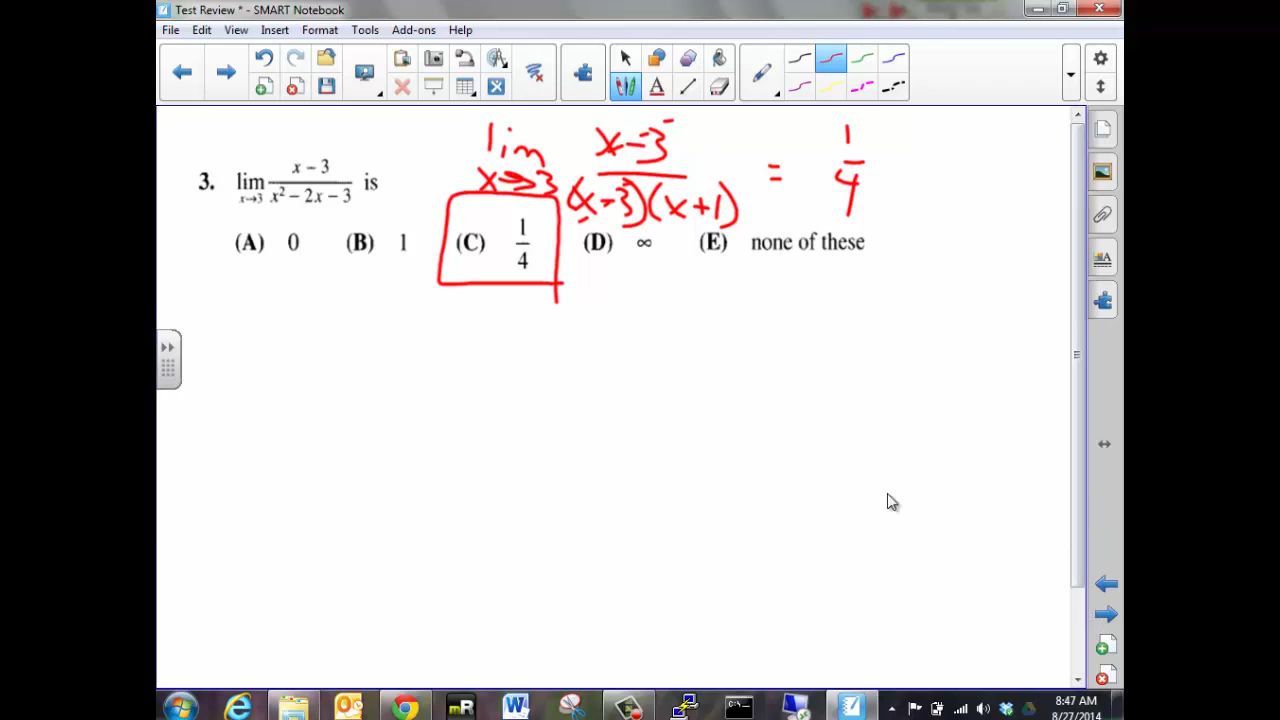 Test Review * - SMART Notebook
File Edit View Insert Format Tools Add-ons Help
lim x→3 x-3 / (x-3)(x+1) = 1/4
3. lim x→3 x – 3 / x² – 2x – 3 is
(A) 0 (B) 1 (C) 1/4 (D) ∞ (E) none of these
8:47 AM
8/27/2014